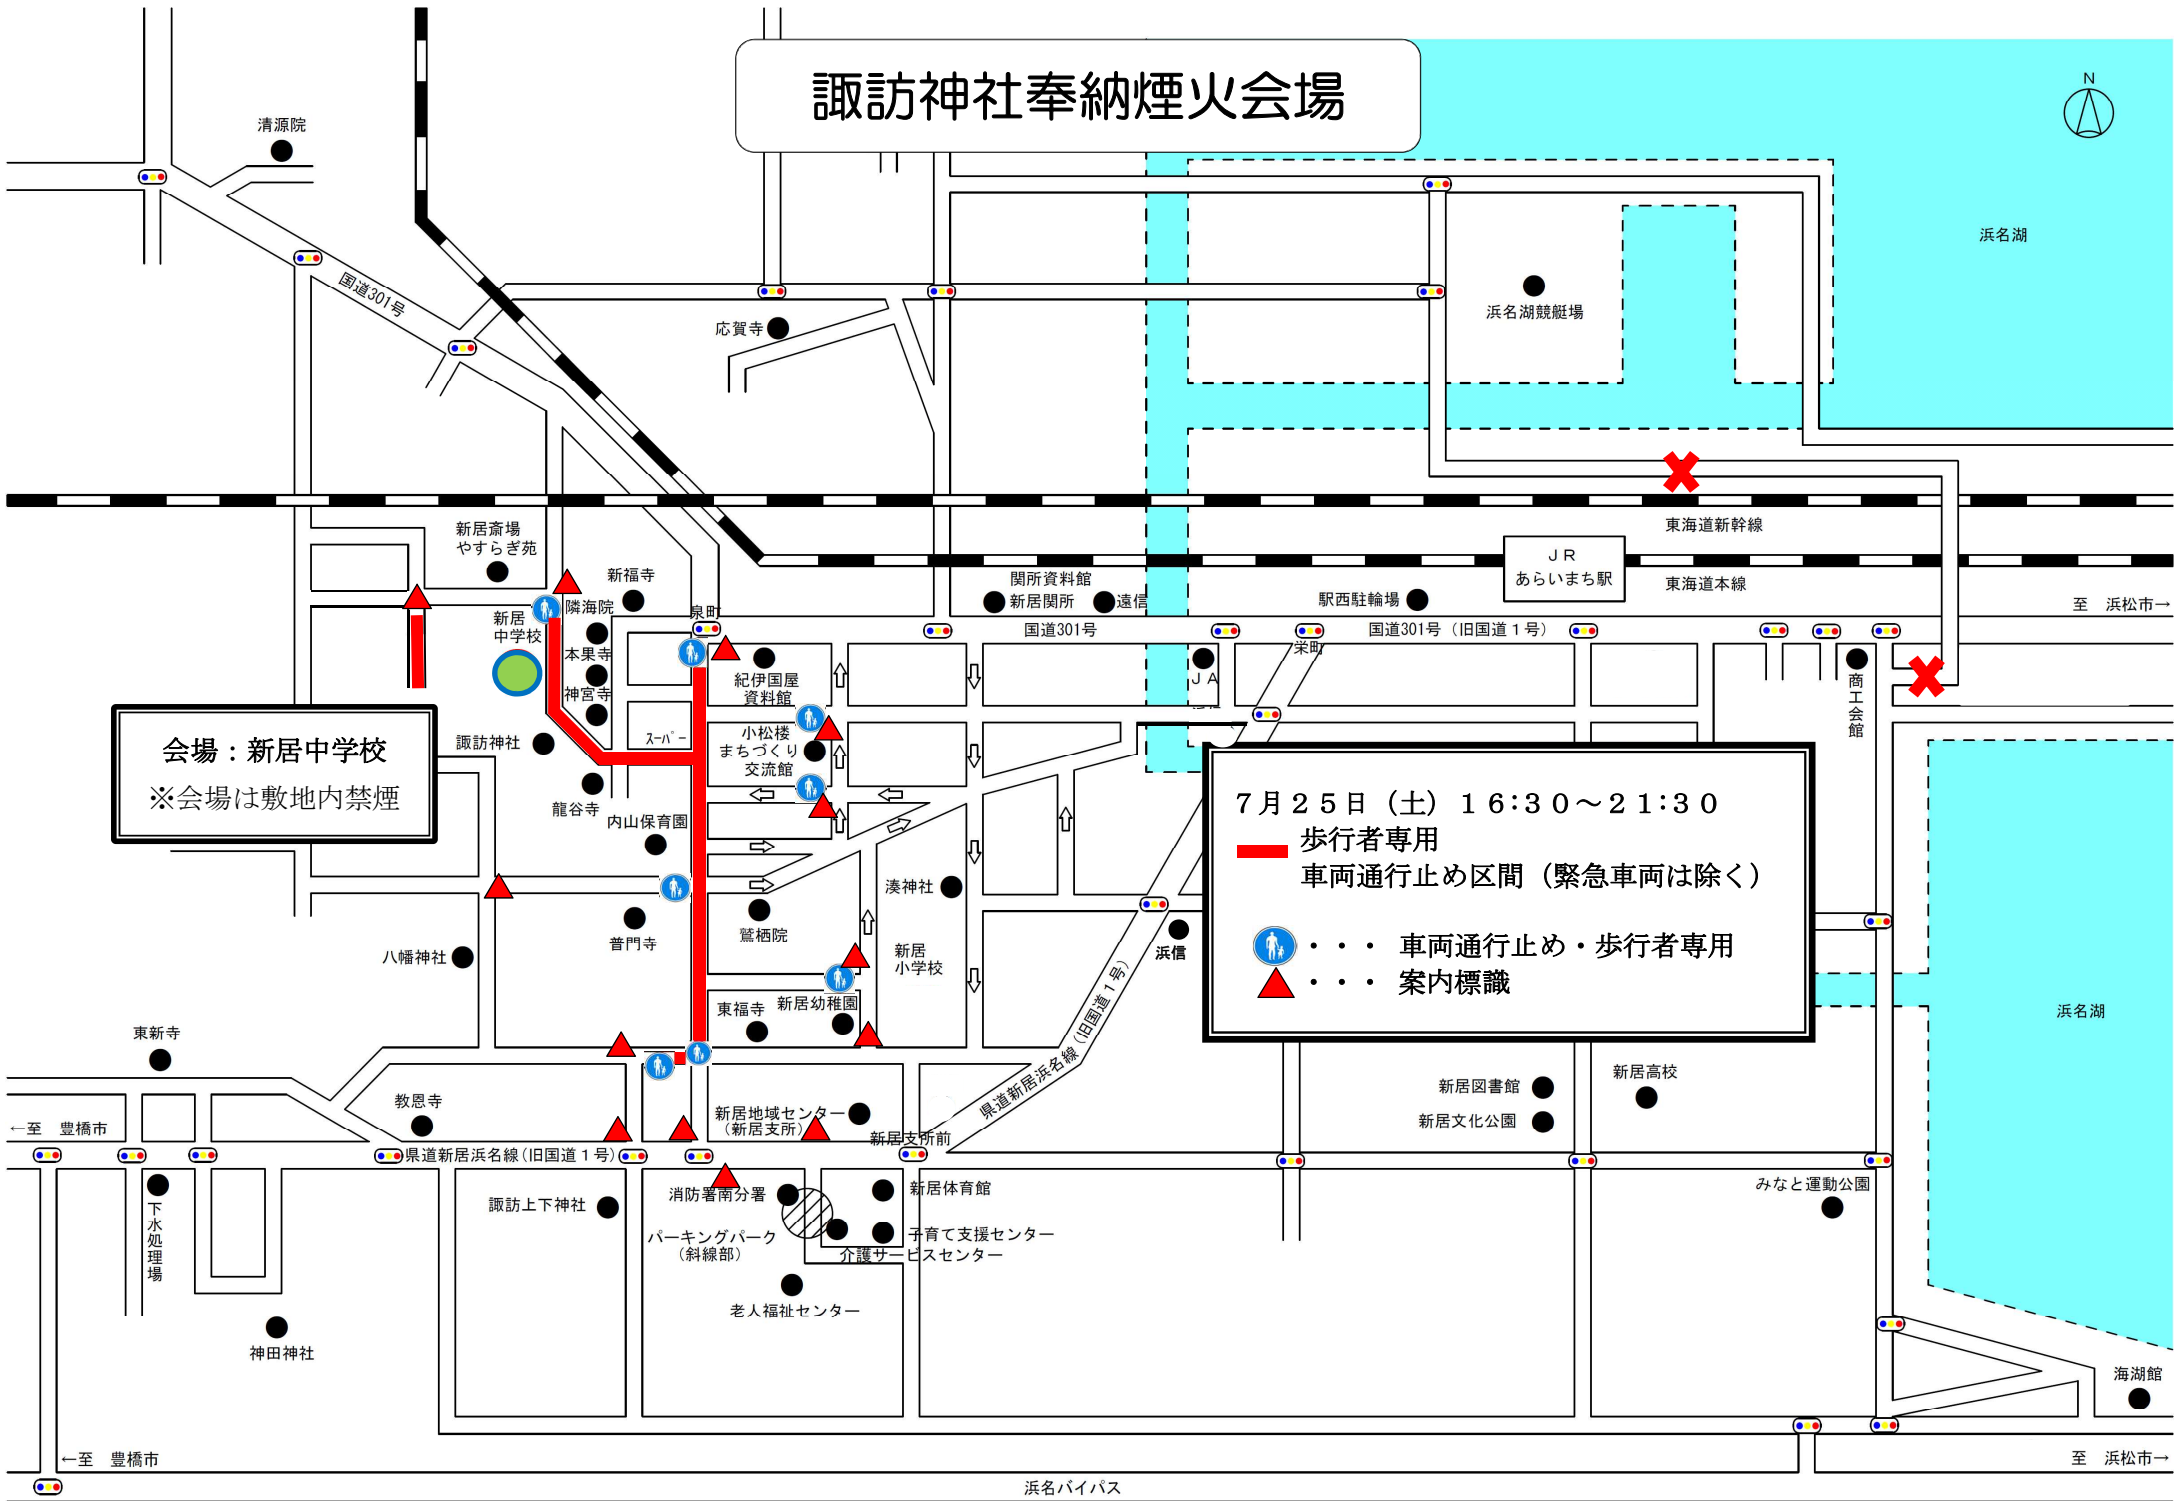 諏訪神社奉納煙火会場
N
清源院
浜名湖
国道301号
浜名湖競艇場
応賀寺
新居斎場
やすらぎ苑
東海道新幹線
JR
あらいまち駅
東海道本線
新福寺
関所資料館
新居関所
遠信
駅西駐輪場
至 浜松市→
隣海院
泉町
新居
中学校
国道301号
国道301号（旧国道１号）
栄町
本果寺
神宮寺
紀伊国屋
資料館
ＪＡ
商工会館
会場：新居中学校
※会場は敷地内禁煙
諏訪神社
ｽｰﾊﾟｰ
小松楼
まちづくり
交流館
龍谷寺
内山保育園
７月２５日（土）１６:３０～２１:３０
歩行者専用
車両通行止め区間（緊急車両は除く）
・・・ 車両通行止め・歩行者専用
・・・ 案内標識
湊神社
普門寺
鷲栖院
八幡神社
新居
小学校
浜信
東福寺
新居幼稚園
浜名湖
東新寺
県道新居浜名線（旧国道１号）
新居図書館
新居高校
教恩寺
新居地域センター
（新居支所）
新居文化公園
←至 豊橋市
新居支所前
県道新居浜名線（旧国道１号）
下水処理場
諏訪上下神社
消防署南分署
新居体育館
みなと運動公園
パーキングパーク
（斜線部）
子育て支援センター
介護サービスセンター
老人福祉センター
神田神社
海湖館
←至 豊橋市
至 浜松市→
浜名バイパス